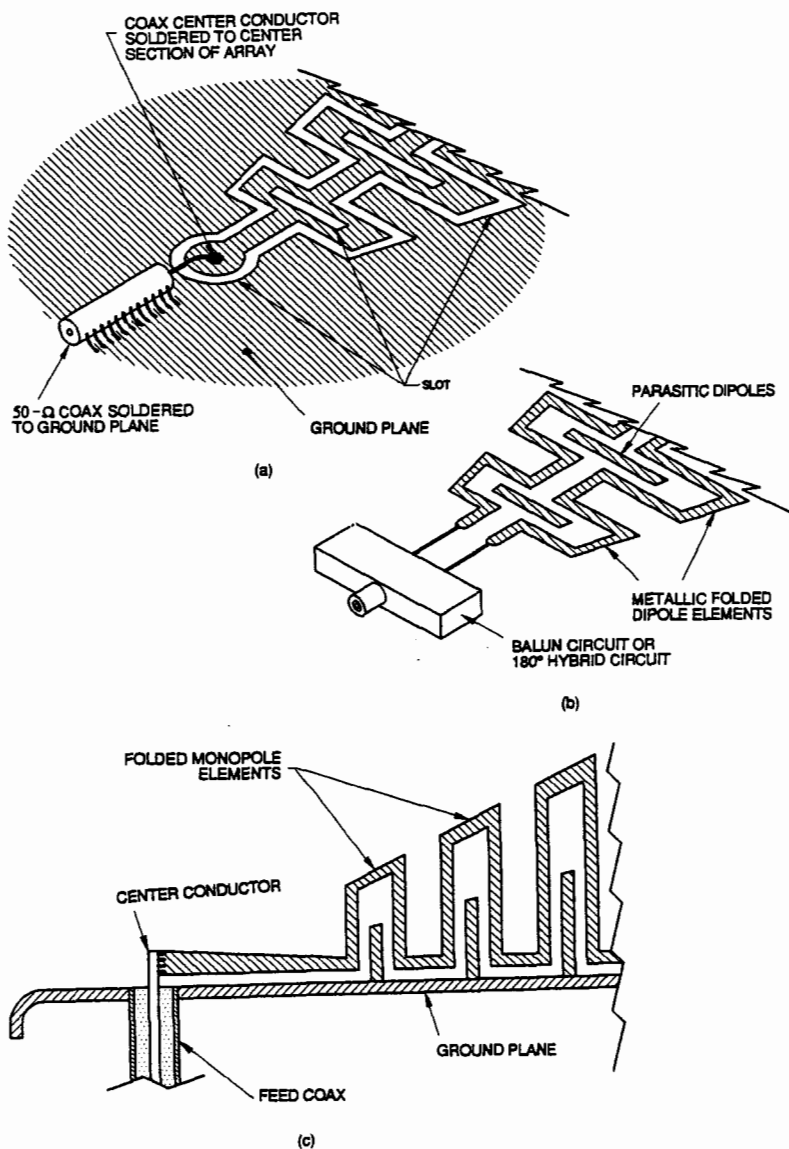 COAX CENTER CONDUCTOR
SOLDERED TO CENTER
SECTION OF ARRAY
50-Ω COAX SOLDERED
TO GROUND PLANE
GROUND PLANE
SLOT
(a)
PARASITIC DIPOLES
METALLIC FOLDED
DIPOLE ELEMENTS
BALUN CIRCUIT OR
180° HYBRID CIRCUIT
(b)
FOLDED MONOPOLE
ELEMENTS
CENTER CONDUCTOR
GROUND PLANE
FEED COAX
(c)